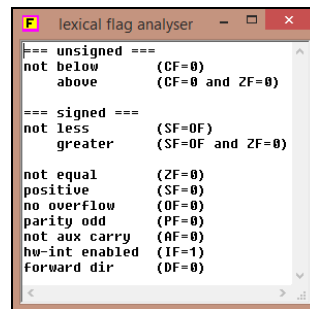 F lexical flag analyser
=== unsigned ===
not below (CF=0)
above (CF=0 and ZF=0)
=== signed ===
not less (SF=OF)
greater (SF=OF and ZF=0)
not equal (ZF=0)
positive (SF=0)
no overflow (OF=0)
parity odd (PF=0)
not aux carry (AF=0)
hw-int enabled (IF=1)
forward dir (DF=0)